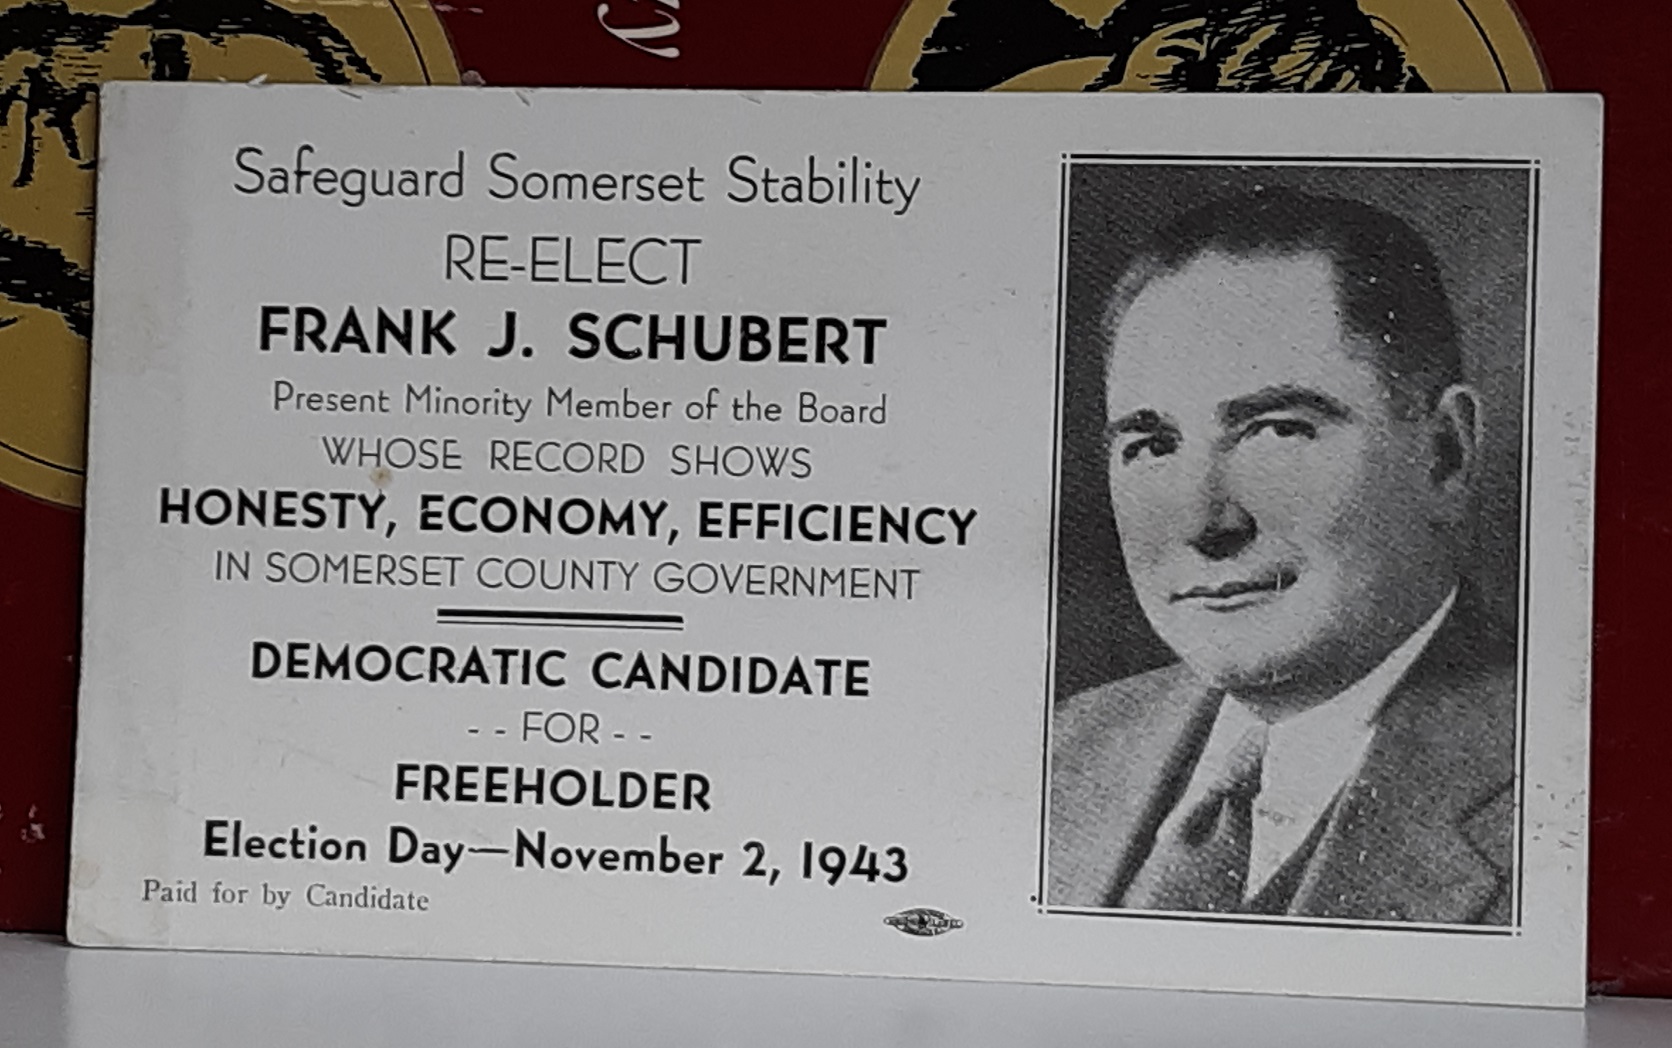 Safeguard Somerset Stability
RE-ELECT
FRANK J. SCHUBERT
Present Minority Member of the Board
WHOSE RECORD SHOWS
HONESTY, ECONOMY, EFFICIENCY
IN SOMERSET COUNTY GOVERNMENT
DEMOCRATIC CANDIDATE
- - FOR - -
FREEHOLDER
Election Day—November 2, 1943
Paid for by Candidate